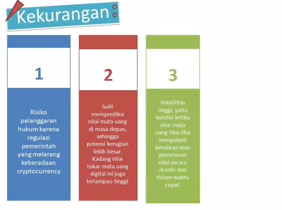 Kekurangan
1
Risiko
pelanggaran
hukum karena
regulasi
pemerintah
yang melarang
keberadaan
cryptocurrency
2
Sulit
memprediksi
nilai mata uang
di masa depan,
sehingga
potensi kerugian
lebih besar.
Kadang nilai
tukar mata uang
digital ini juga
terlampau tinggi
3
Volatilitas
tinggi, yaitu
kondisi ketika
nilai mata
uang tiba-tiba
mengalami
kenaikan atau
penurunan
nilai secara
drastis dan
dalam waktu
cepat.